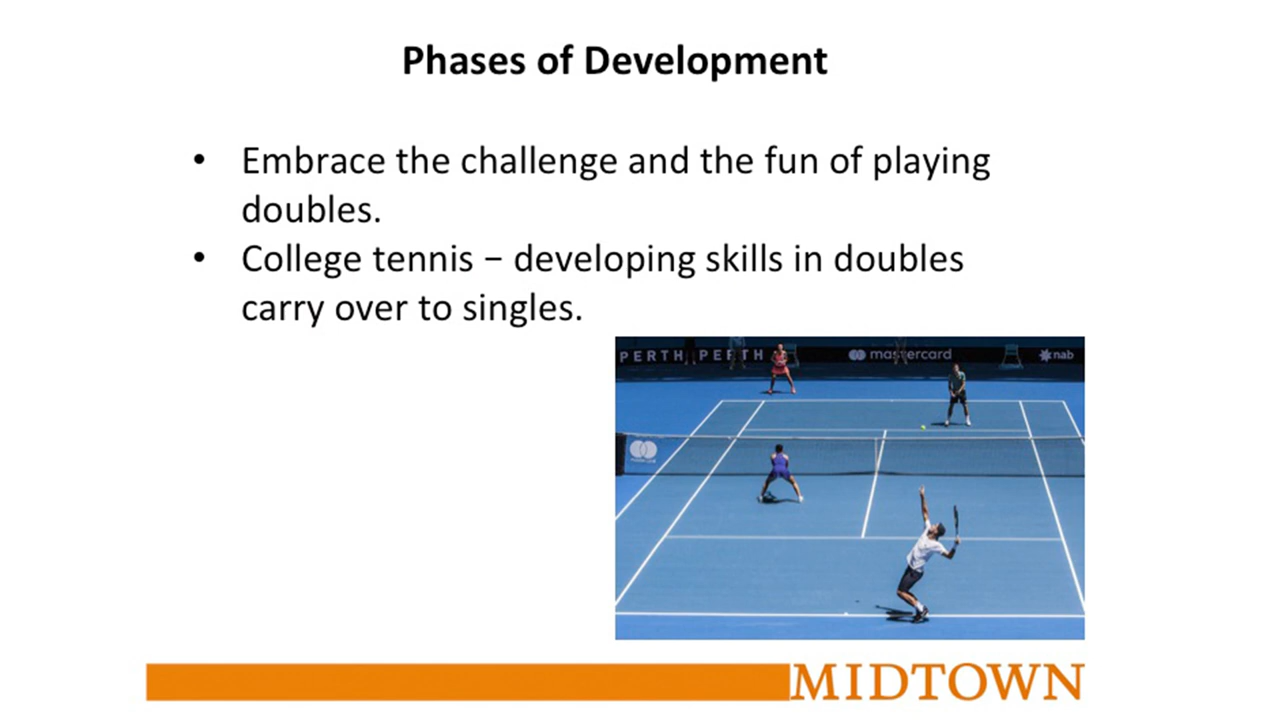 Phases of Development
• Embrace the challenge and the fun of playing
doubles.
• College tennis – developing skills in doubles
carry over to singles.
PERTH PERTH mastercard nab
MIDTOWN